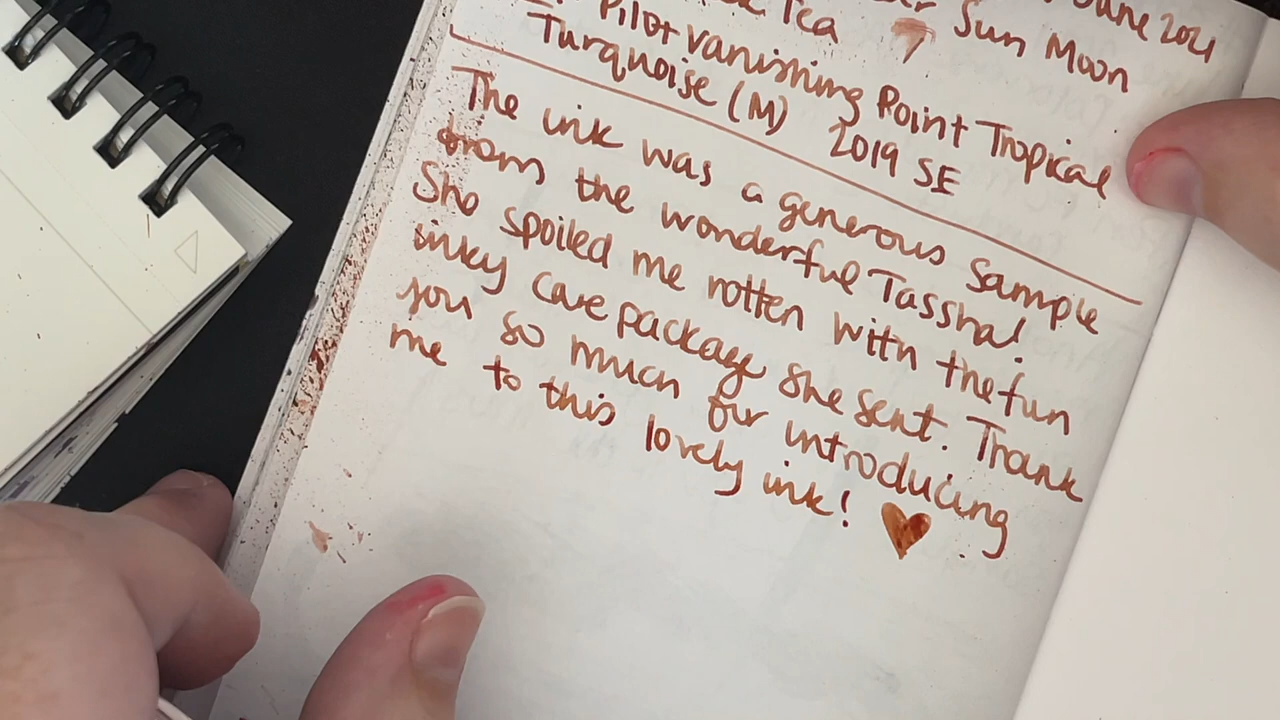 Tea Sun Moon June 2021
Pilot Vanishing Point Tropical
Turquoise (M) 2019 SE
The ink was a generous sample
from the wonderful Tassha!
She spoiled me rotten with the fun
inky care package she sent. Thank
you so much for introducing
me to this lovely ink!